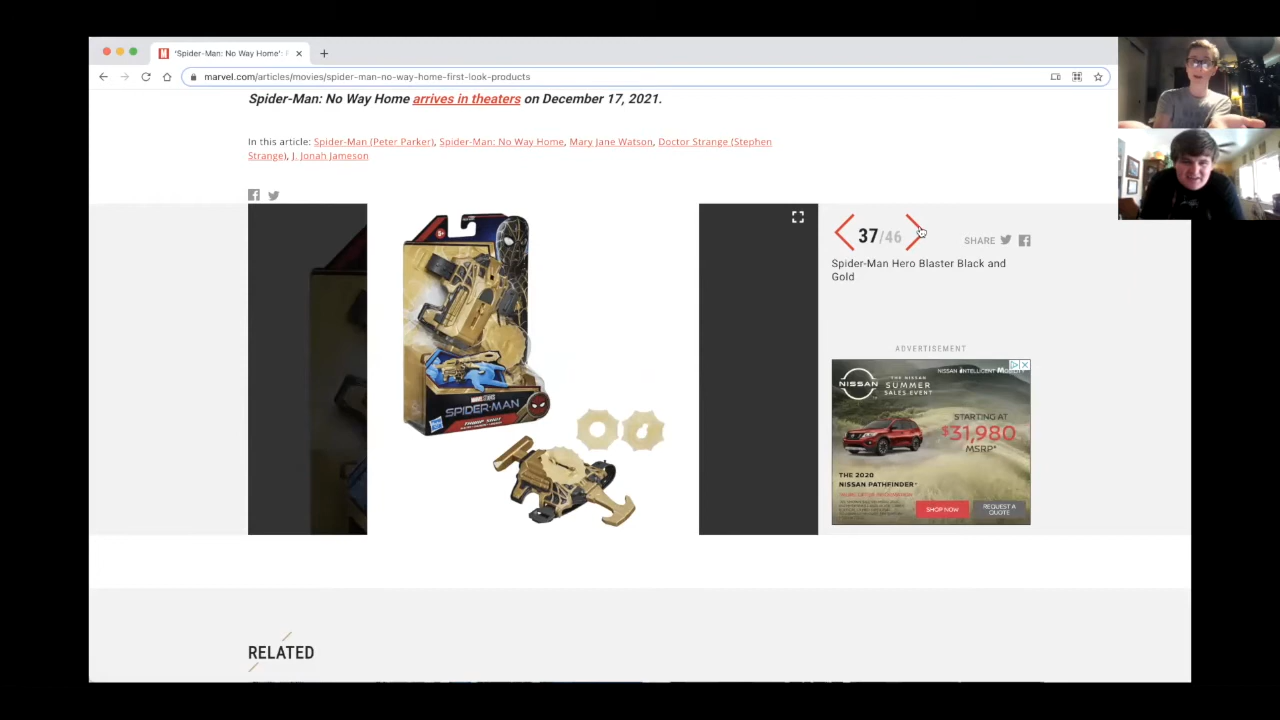 'Spider-Man: No Way Home':
marvel.com/articles/movies/spider-man-no-way-home-first-look-products
Spider-Man: No Way Home arrives in theaters on December 17, 2021.
In this article: Spider-Man (Peter Parker), Spider-Man: No Way Home, Mary Jane Watson, Doctor Strange (Stephen
Strange), J. Jonah Jameson
37/46
SHARE
Spider-Man Hero Blaster Black and
Gold
5+
MARVEL STUDIOS
SPIDER-MAN
Hasbro
ADVERTISEMENT
NISSAN
THE NISSAN
SUMMER
SALES EVENT
NISSAN INTELLIGENT
STARTING AT
$31,980
MSRP*
THE 2020
NISSAN PATHFINDER*
SHOP NOW
REQUEST A
QUOTE
RELATED